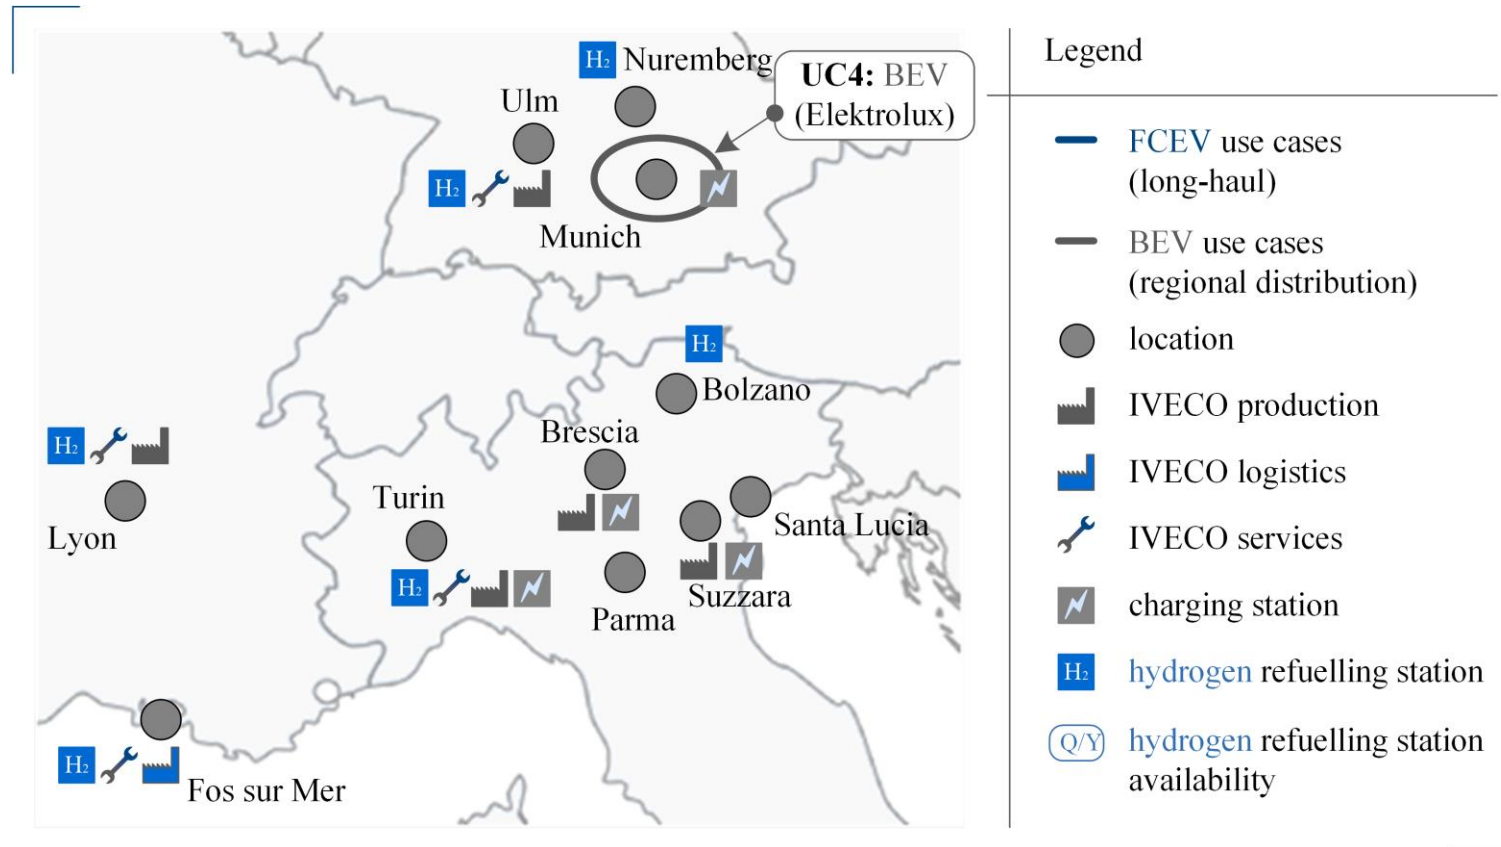 H₂ Nuremberg
UC4: BEV
(Elektrolux)
Ulm
H₂
Munich
H₂
Bolzano
Brescia
H₂
Lyon
Turin
Santa Lucia
H₂
Suzzara
Parma
H₂
Fos sur Mer
Legend
FCEV use cases
(long-haul)
BEV use cases
(regional distribution)
location
IVECO production
IVECO logistics
IVECO services
charging station
H₂ hydrogen refuelling station
Q/Y hydrogen refuelling station
availability